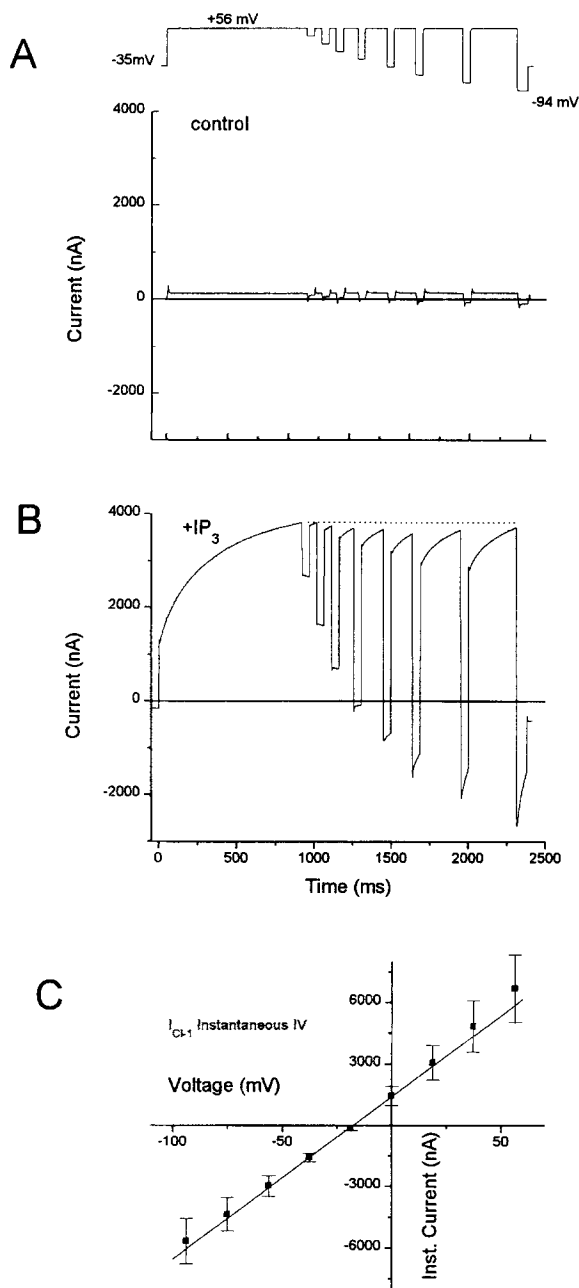 A
+56 mV
-35mV
-94 mV
control
4000
2000
0
-2000
Current (nA)
B
+IP3
4000
2000
0
-2000
Current (nA)
0 500 1000 1500 2000 2500
Time (ms)
C
ICl-1 Instantaneous IV
Voltage (mV)
6000
3000
-100 -50 0 50
-3000
-6000
Inst. Current (nA)